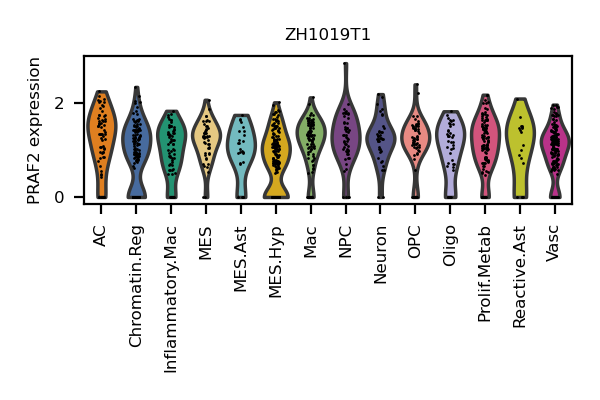 ZH1019T1
PRAF2 expression
2
0
AC
Chromatin.Reg
Inflammatory.Mac
MES
MES.Ast
MES.Hyp
Mac
NPC
Neuron
OPC
Oligo
Prolif.Metab
Reactive.Ast
Vasc